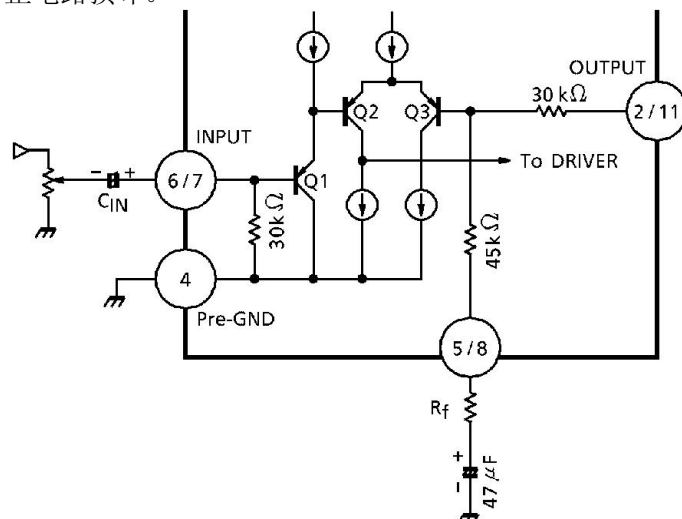 OUTPUT
30 kΩ
2 / 11
Q2
Q3
INPUT
To DRIVER
6 / 7
Q1
C_IN
30kΩ
45kΩ
4
Pre-GND
5 / 8
R_f
47 μF